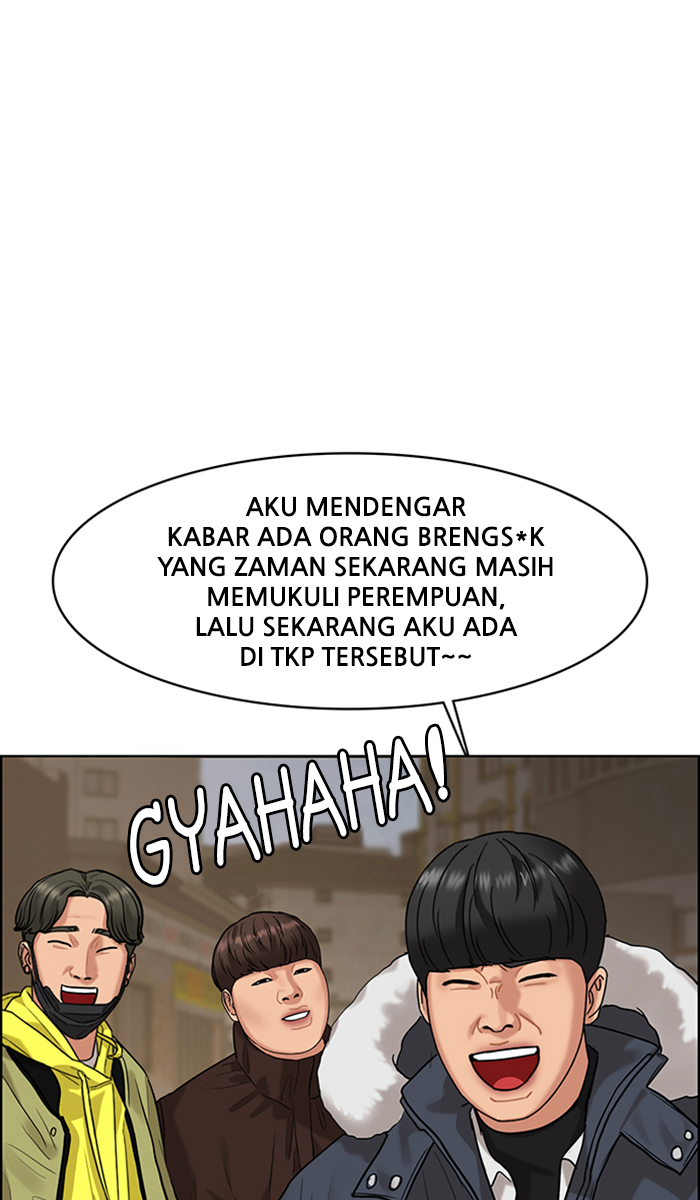 AKU MENDENGAR
KABAR ADA ORANG BRENGS*K
YANG ZAMAN SEKARANG MASIH
MEMUKULI PEREMPUAN,
LALU SEKARANG AKU ADA
DI TKP TERSEBUT~~
GYAHAHA!